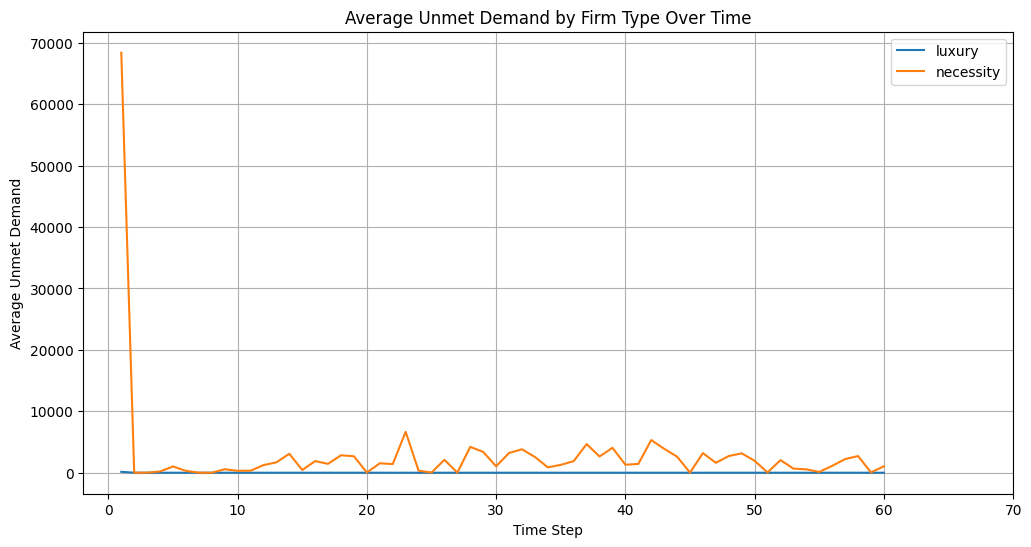 Average Unmet Demand by Firm Type Over Time
luxury
necessity
Average Unmet Demand
70000
60000
50000
40000
30000
20000
10000
0
0 10 20 30 40 50 60 70
Time Step